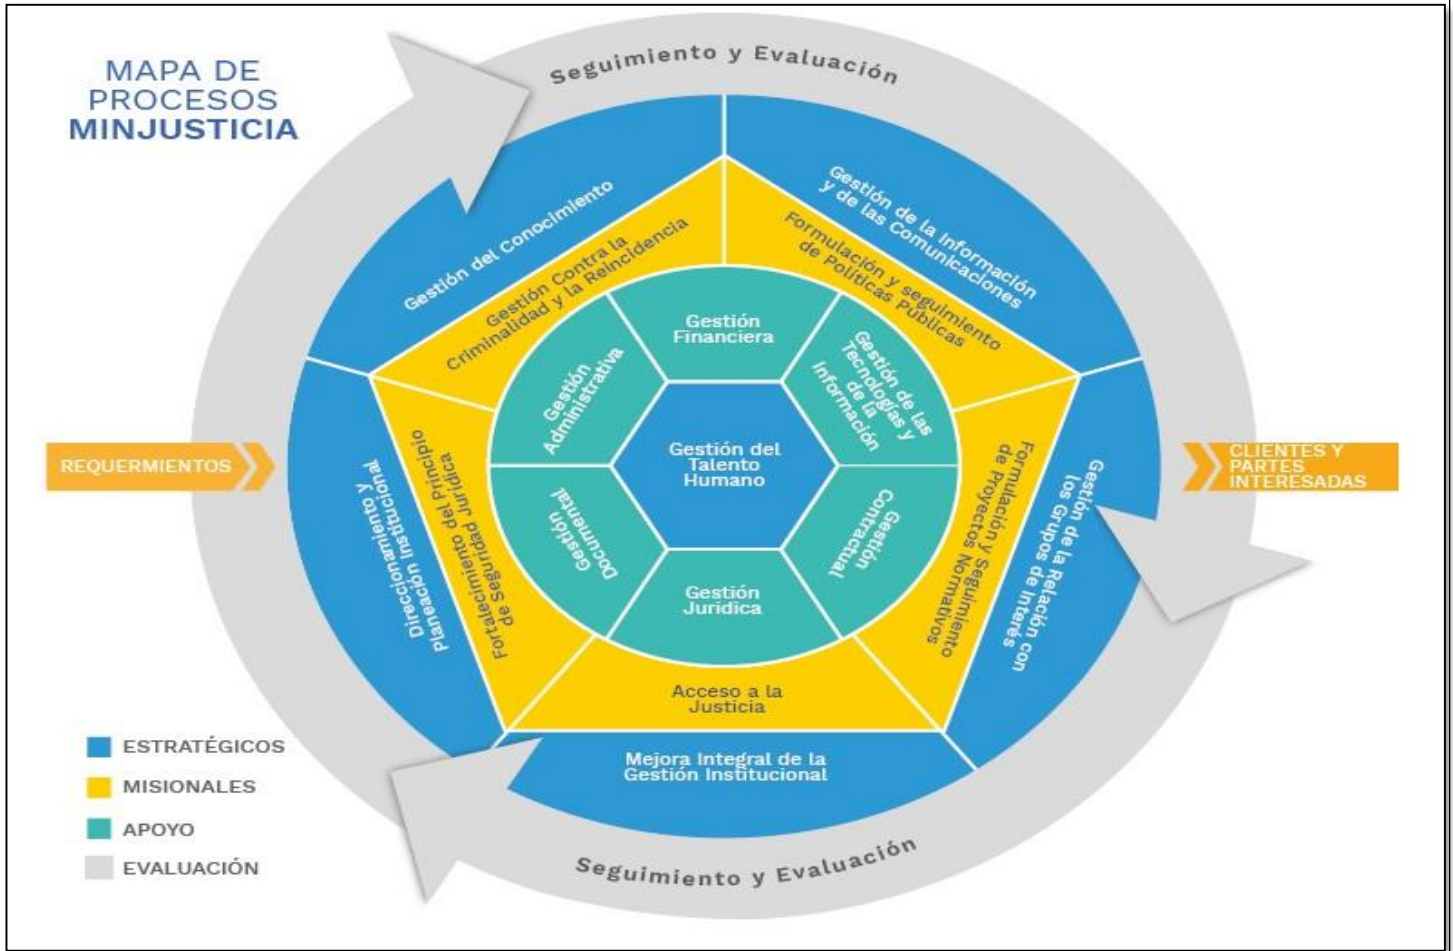 MAPA DE
PROCESOS
MINJUSTICIA
Seguimiento y Evaluación
Gestión del Conocimiento
Gestión de la Información
y de las Comunicaciones
Gestión Contra la
Criminalidad y la Reincidencia
Formulación y seguimiento
de Políticas Públicas
Gestión
Financiera
Gestión
Administrativa
Gestión de las
Tecnologías y
de la
Información
Gestión del
Talento
Humano
REQUERMIENTOS
CLIENTES Y
PARTES
INTERESADAS
Direccionamiento y
Planeación Institucional
Fortalecimiento del Principio
de Seguridad Jurídica
Formulación y Seguimiento
de Proyectos Normativos
Gestión de la Relación con
los Grupos de Interés
Gestión
Documental
Gestión
Contractual
Gestión
Juridica
Acceso a la
Justicia
Mejora Integral de la
Gestión Institucional
ESTRATÉGICOS
MISIONALES
APOYO
EVALUACIÓN
Seguimiento y Evaluación